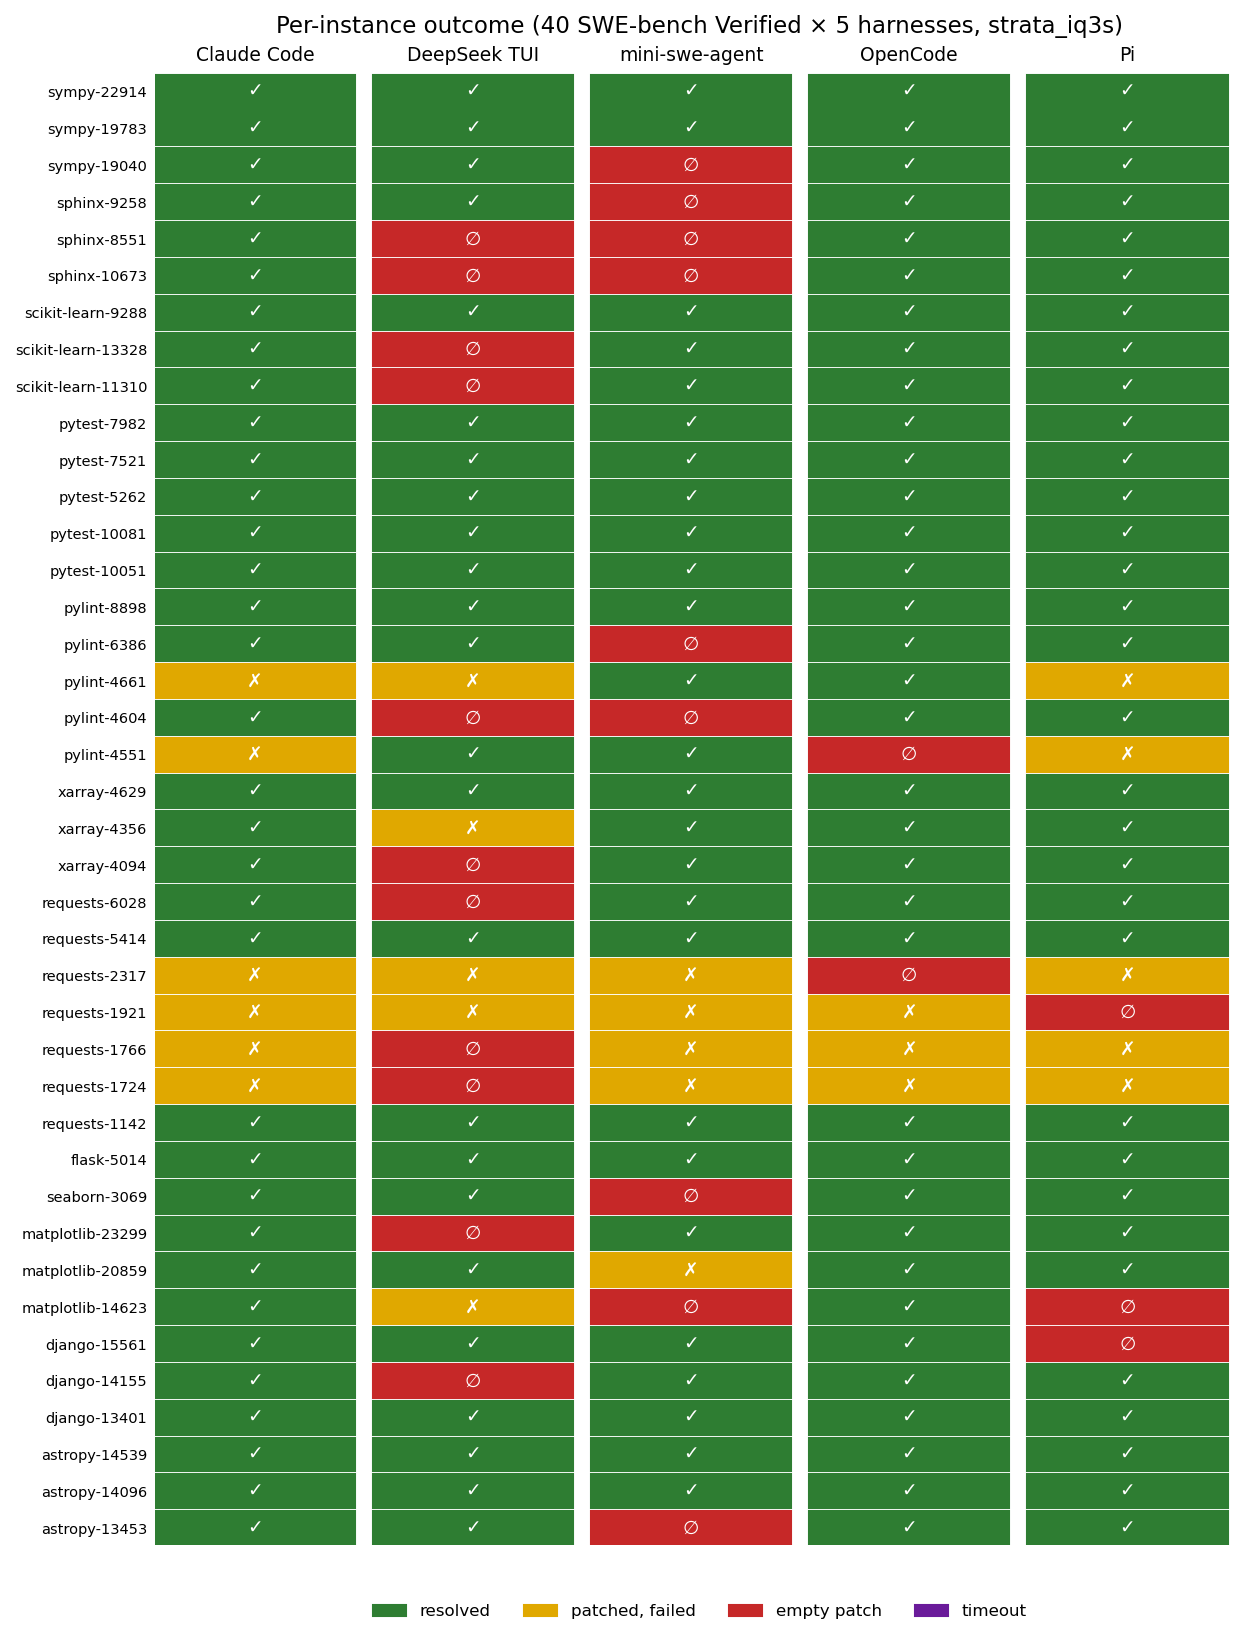 Per-instance outcome (40 SWE-bench Verified × 5 harnesses, strata_iq3s)
Claude Code DeepSeek TUI mini-swe-agent OpenCode Pi
sympy-22914 ✓ ✓ ✓ ✓ ✓
sympy-19783 ✓ ✓ ✓ ✓ ✓
sympy-19040 ✓ ✓ ∅ ✓ ✓
sphinx-9258 ✓ ✓ ∅ ✓ ✓
sphinx-8551 ✓ ∅ ∅ ✓ ✓
sphinx-10673 ✓ ∅ ∅ ✓ ✓
scikit-learn-9288 ✓ ✓ ✓ ✓ ✓
scikit-learn-13328 ✓ ∅ ✓ ✓ ✓
scikit-learn-11310 ✓ ∅ ✓ ✓ ✓
pytest-7982 ✓ ✓ ✓ ✓ ✓
pytest-7521 ✓ ✓ ✓ ✓ ✓
pytest-5262 ✓ ✓ ✓ ✓ ✓
pytest-10081 ✓ ✓ ✓ ✓ ✓
pytest-10051 ✓ ✓ ✓ ✓ ✓
pylint-8898 ✓ ✓ ✓ ✓ ✓
pylint-6386 ✓ ✓ ∅ ✓ ✓
pylint-4661 ✗ ✗ ✓ ✓ ✗
pylint-4604 ✓ ∅ ∅ ✓ ✓
pylint-4551 ✗ ✓ ✓ ∅ ✗
xarray-4629 ✓ ✓ ✓ ✓ ✓
xarray-4356 ✓ ✗ ✓ ✓ ✓
xarray-4094 ✓ ∅ ✓ ✓ ✓
requests-6028 ✓ ∅ ✓ ✓ ✓
requests-5414 ✓ ✓ ✓ ✓ ✓
requests-2317 ✗ ✗ ✗ ∅ ✗
requests-1921 ✗ ✗ ✗ ✗ ∅
requests-1766 ✗ ∅ ✗ ✗ ✗
requests-1724 ✗ ∅ ✗ ✗ ✗
requests-1142 ✓ ✓ ✓ ✓ ✓
flask-5014 ✓ ✓ ✓ ✓ ✓
seaborn-3069 ✓ ✓ ∅ ✓ ✓
matplotlib-23299 ✓ ∅ ✓ ✓ ✓
matplotlib-20859 ✓ ✓ ✗ ✓ ✓
matplotlib-14623 ✓ ✗ ∅ ✓ ∅
django-15561 ✓ ✓ ✓ ✓ ∅
django-14155 ✓ ∅ ✓ ✓ ✓
django-13401 ✓ ✓ ✓ ✓ ✓
astropy-14539 ✓ ✓ ✓ ✓ ✓
astropy-14096 ✓ ✓ ✓ ✓ ✓
astropy-13453 ✓ ✓ ∅ ✓ ✓
resolved patched, failed empty patch timeout